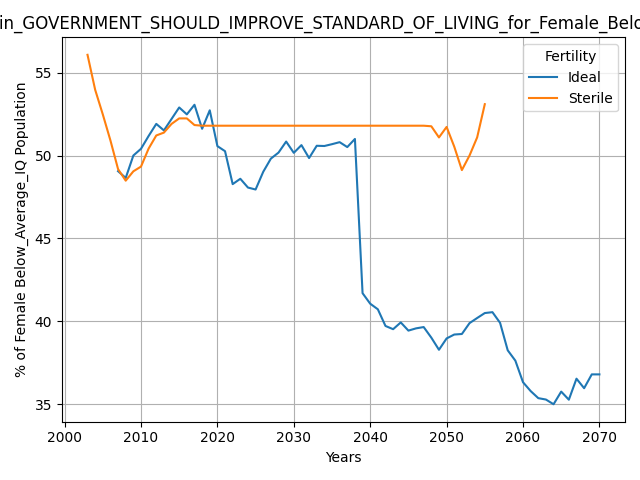 in_GOVERNMENT_SHOULD_IMPROVE_STANDARD_OF_LIVING_for_Female_Belo
Fertility
Ideal
Sterile
% of Female Below_Average_IQ Population
55
50
45
40
35
2000 2010 2020 2030 2040 2050 2060 2070
Years